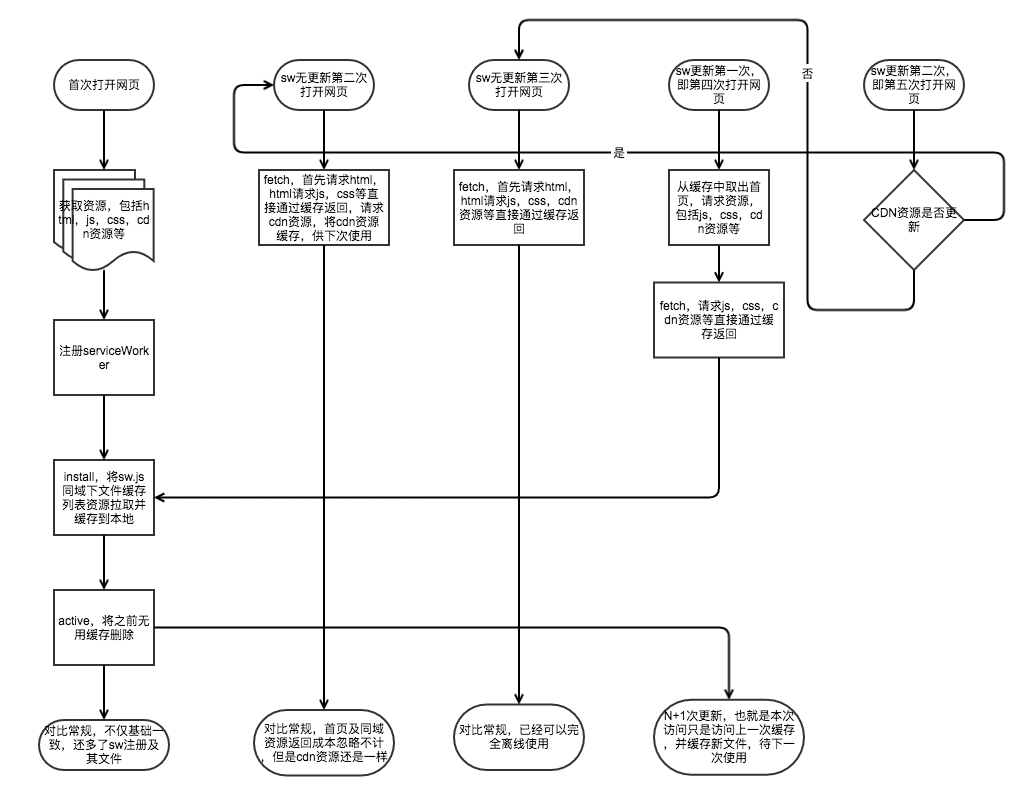 首次打开网页
获取资源，包括h
tml，js，css，cd
n资源等
注册serviceWork
er
install，将sw.js
同域下文件缓存
列表资源拉取并
缓存到本地
active，将之前无
用缓存删除
对比常规，不仅基础一
致，还多了sw注册及
其文件
sw无更新第二次
打开网页
fetch，首先请求html，
html请求js，css等直
接通过缓存返回，请求
cdn资源，将cdn资源
缓存，供下次使用
对比常规，首页及同域
资源返回成本忽略不计
，但是cdn资源还是一样
sw无更新第三次
打开网页
fetch，首先请求html，
html请求js，css，cdn
资源等直接通过缓存返
回
对比常规，已经可以完
全离线使用
sw更新第一次，
即第四次打开网
页
从缓存中取出首
页，请求资源，
包括js，css，cd
n资源等
fetch，请求js，css，c
dn资源等直接通过缓
存返回
N+1次更新，也就是本次
访问只是访问上一次缓存
，并缓存新文件，待下一
次使用
sw更新第二次，
即第五次打开网
页
CDN资源是否更
新
是
否